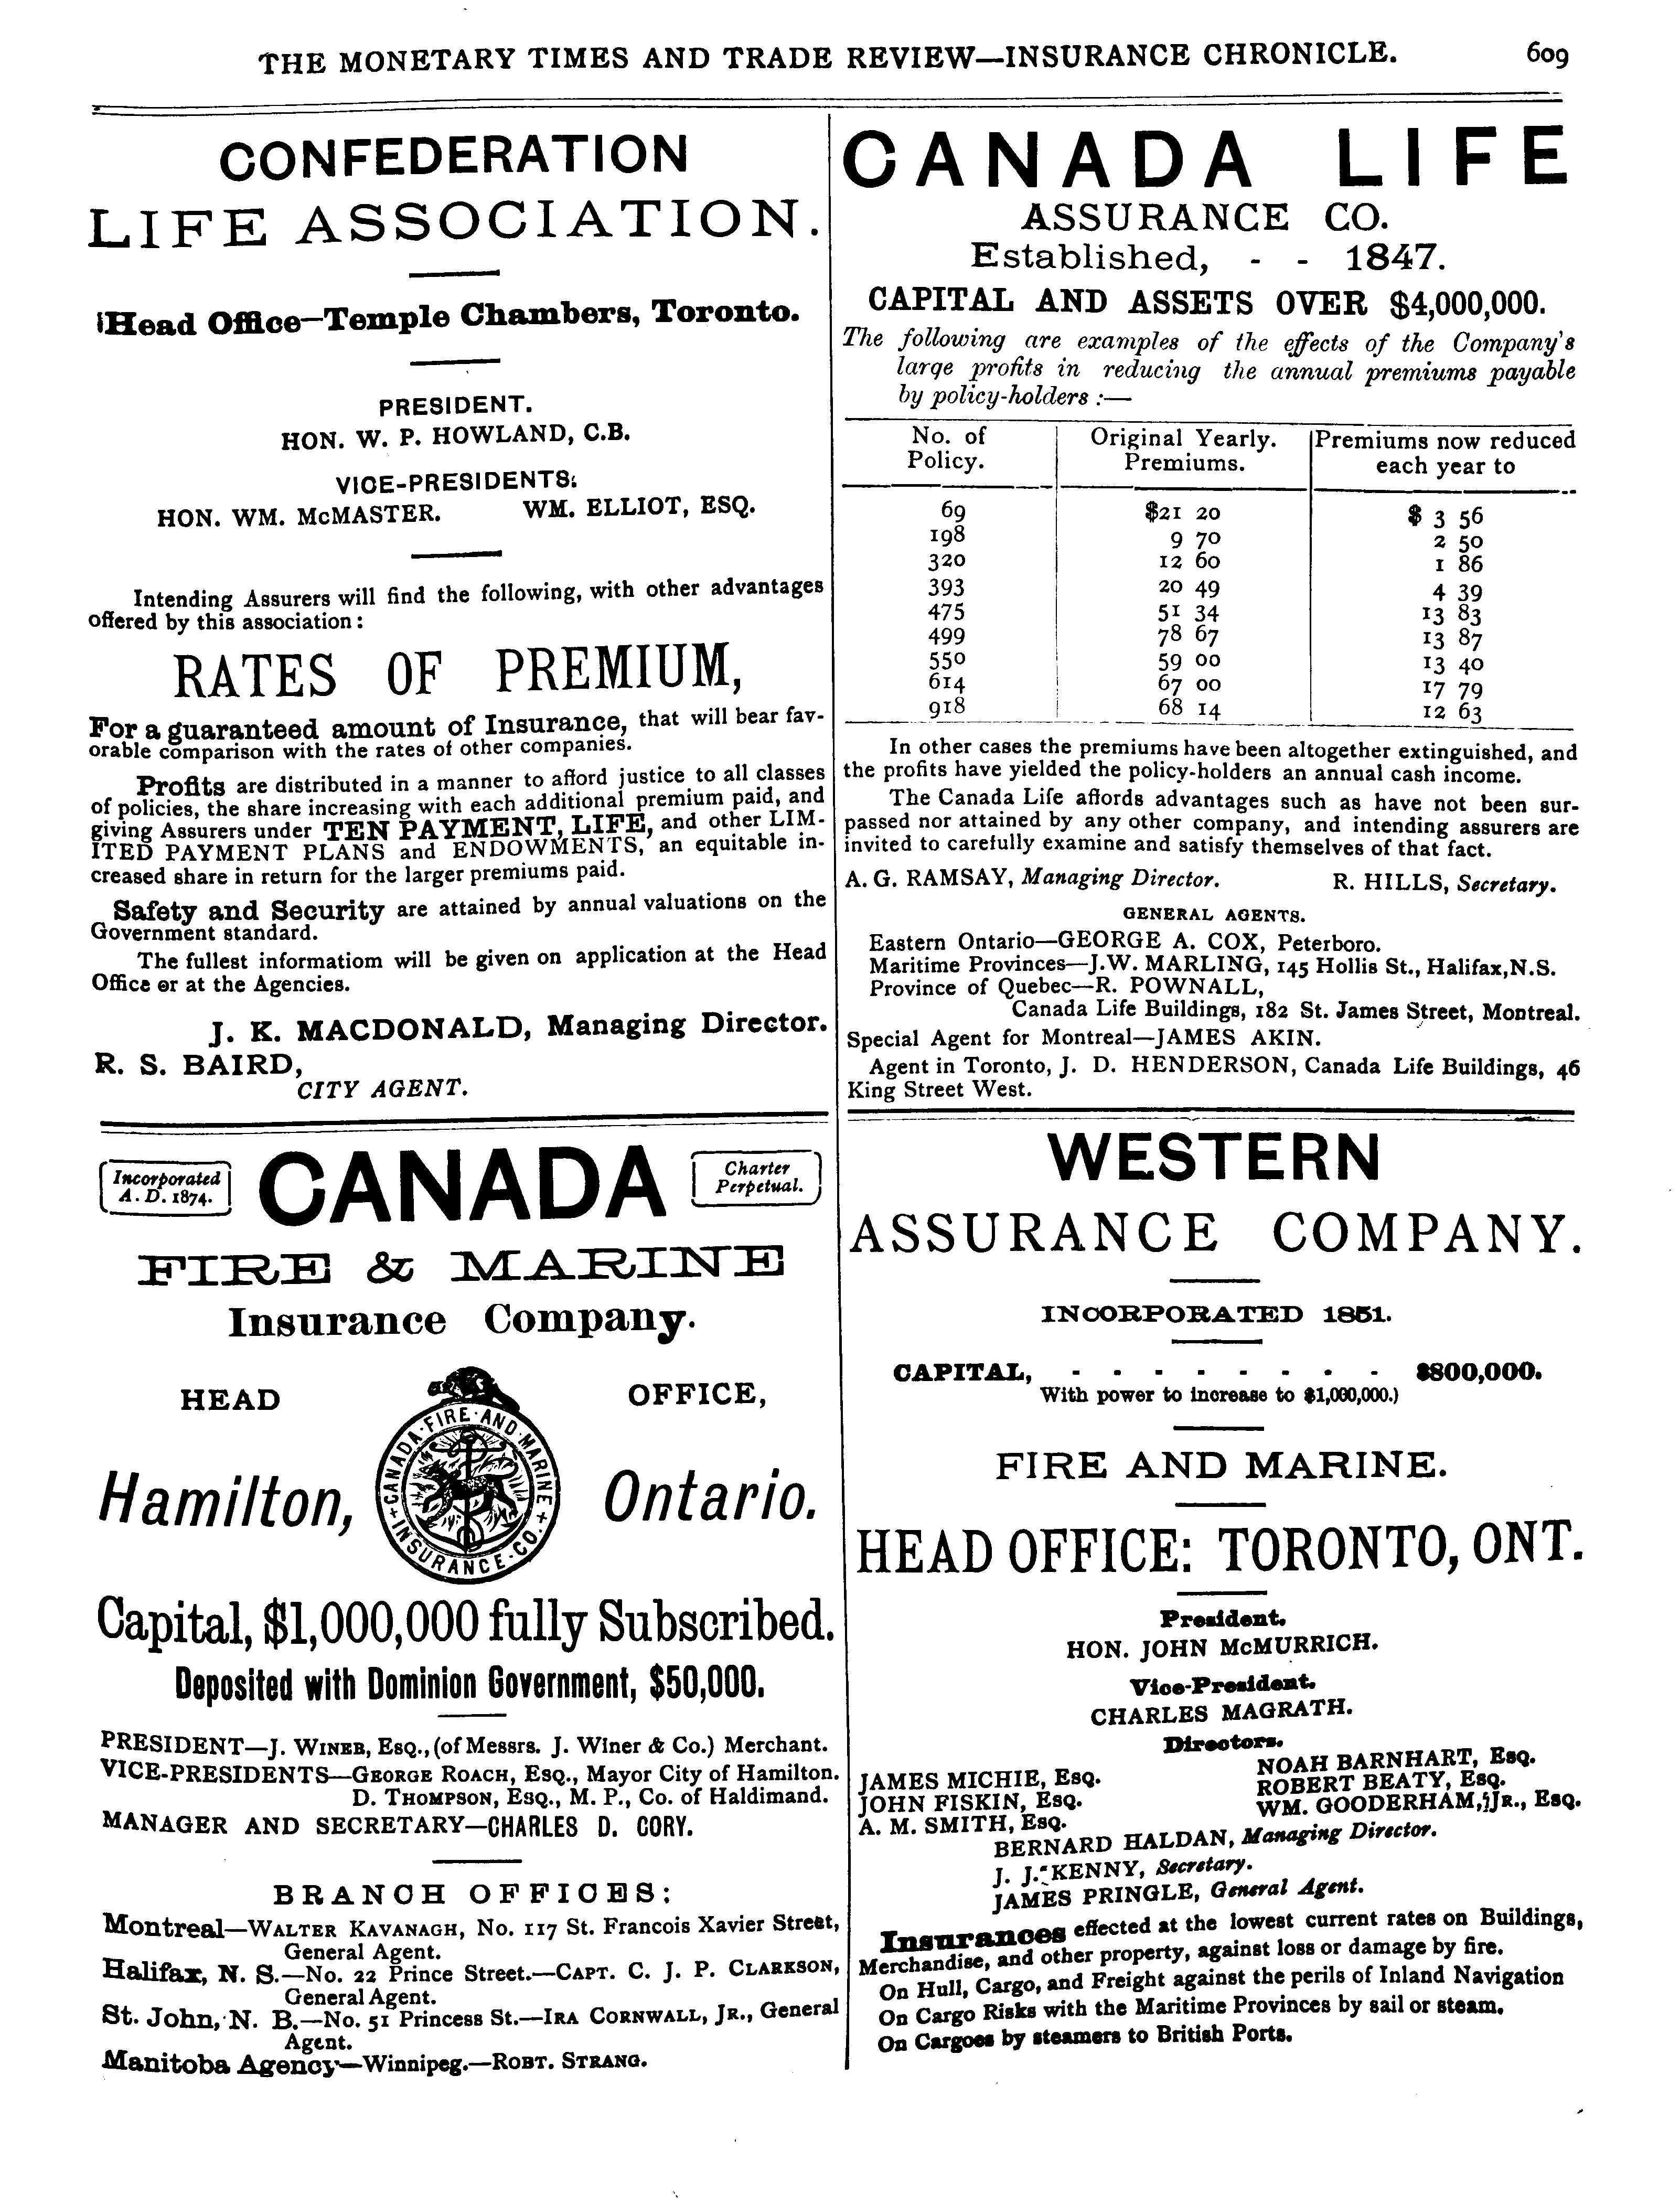 THE MONETARY TIMES AND TRADE REVIEW—INSURANCE CHRONICLE. 609
CONFEDERATION
LIFE ASSOCIATION.
Head Office—Temple Chambers, Toronto.
PRESIDENT.
HON. W. P. HOWLAND, C.B.
VICE-PRESIDENTS:
HON. WM. McMASTER. WM. ELLIOT, ESQ.
Intending Assurers will find the following, with other advantages
offered by this association:
RATES OF PREMIUM,
For a guaranteed amount of Insurance, that will bear fav-
orable comparison with the rates of other companies.
Profits are distributed in a manner to afford justice to all classes
of policies, the share increasing with each additional premium paid, and
giving Assurers under TEN PAYMENT, LIFE, and other LIM-
ITED PAYMENT PLANS and ENDOWMENTS, an equitable in-
creased share in return for the larger premiums paid.
Safety and Security are attained by annual valuations on the
Government standard.
The fullest informatiom will be given on application at the Head
Office or at the Agencies.
J. K. MACDONALD, Managing Director.
R. S. BAIRD,
CITY AGENT.
Incorporated
A. D. 1874.
CANADA
Charter
Perpetual.
FIRE & MARINE
Insurance Company.
HEAD OFFICE,
Hamilton, Ontario.
CANADA·FIRE·AND·MARINE
INSURANCE·CO.
Capital, $1,000,000 fully Subscribed.
Deposited with Dominion Government, $50,000.
PRESIDENT—J. WINER, ESQ., (of Messrs. J. Winer & Co.) Merchant.
VICE-PRESIDENTS—GEORGE ROACH, ESQ., Mayor City of Hamilton.
D. THOMPSON, ESQ., M. P., Co. of Haldimand.
MANAGER AND SECRETARY—CHARLES D. CORY.
BRANCH OFFICES:
Montreal—WALTER KAVANAGH, No. 117 St. Francois Xavier Street,
General Agent.
Halifax, N. S.—No. 22 Prince Street.—CAPT. C. J. P. CLARKSON,
General Agent.
St. John, N. B.—No. 51 Princess St.—IRA CORNWALL, JR., General
Agent.
Manitoba Agency—Winnipeg.—ROBT. STRANG.
CANADA LIFE
ASSURANCE CO.
Established, - - 1847.
CAPITAL AND ASSETS OVER $4,000,000.
The following are examples of the effects of the Company's
large profits in reducing the annual premiums payable
by policy-holders :—
No. of Policy. Original Yearly. Premiums. Premiums now reduced each year to
69 $21 20 $ 3 56
198 9 70 2 50
320 12 60 1 86
393 20 49 4 39
475 51 34 13 83
499 78 67 13 87
550 59 00 13 40
614 67 00 17 79
918 68 14 12 63
In other cases the premiums have been altogether extinguished, and
the profits have yielded the policy-holders an annual cash income.
The Canada Life affords advantages such as have not been sur-
passed nor attained by any other company, and intending assurers are
invited to carefully examine and satisfy themselves of that fact.
A. G. RAMSAY, Managing Director. R. HILLS, Secretary.
GENERAL AGENTS.
Eastern Ontario—GEORGE A. COX, Peterboro.
Maritime Provinces—J.W. MARLING, 145 Hollis St., Halifax, N.S.
Province of Quebec—R. POWNALL,
Canada Life Buildings, 182 St. James Street, Montreal.
Special Agent for Montreal—JAMES AKIN.
Agent in Toronto, J. D. HENDERSON, Canada Life Buildings, 46
King Street West.
WESTERN
ASSURANCE COMPANY.
INCORPORATED 1851.
CAPITAL, - - - - - - - - $800,000.
With power to increase to $1,000,000.)
FIRE AND MARINE.
HEAD OFFICE: TORONTO, ONT.
President.
HON. JOHN McMURRICH.
Vice-President.
CHARLES MAGRATH.
Directors.
JAMES MICHIE, ESQ. NOAH BARNHART, ESQ.
JOHN FISKIN, ESQ. ROBERT BEATY, ESQ.
A. M. SMITH, ESQ. WM. GOODERHAM, JR., ESQ.
BERNARD HALDAN, Managing Director.
J. J. KENNY, Secretary.
JAMES PRINGLE, General Agent.
Insurances effected at the lowest current rates on Buildings,
Merchandise, and other property, against loss or damage by fire.
On Hull, Cargo, and Freight against the perils of Inland Navigation
On Cargo Risks with the Maritime Provinces by sail or steam.
On Cargoes by steamers to British Ports.